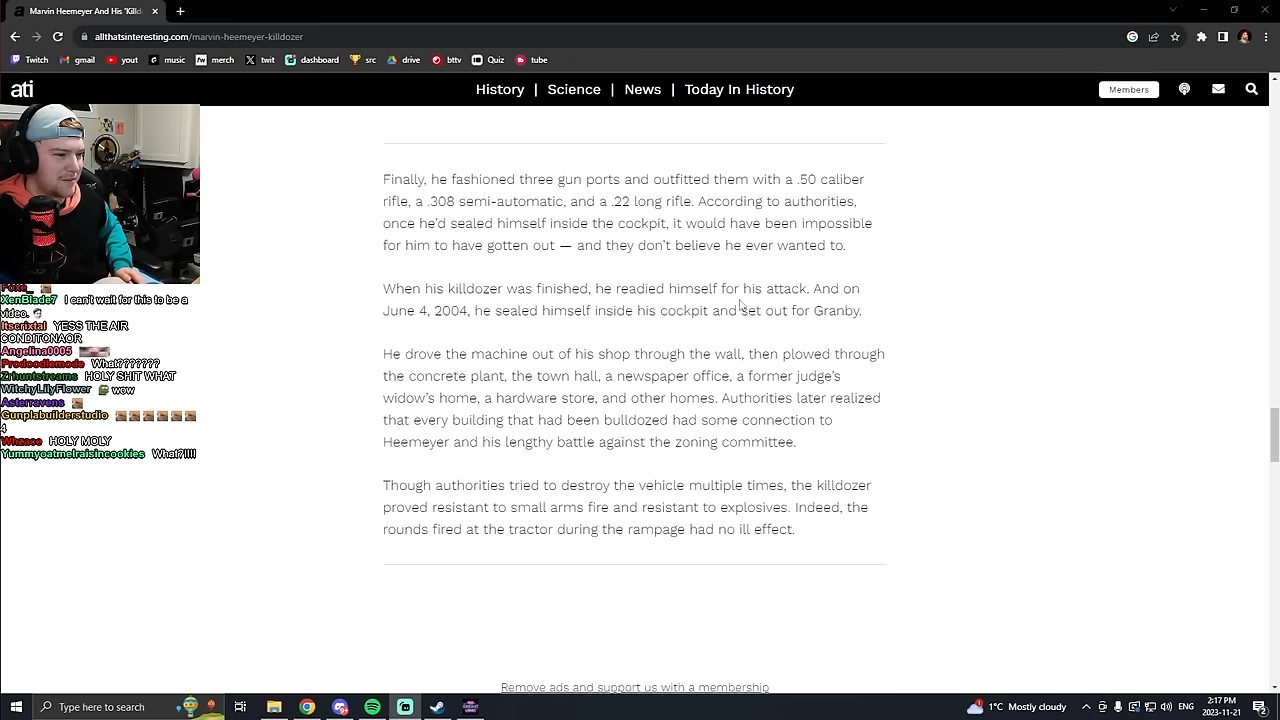 Marvin Heemeyer And His 'Killd
allthatsinteresting.com/marvin-heemeyer-killdozer
Twitch gmail yout music merch twit dashboard src drive bttv Quiz tube
ati
History | Science | News | Today In History
Members
Finally, he fashioned three gun ports and outfitted them with a .50 caliber
rifle, a .308 semi-automatic, and a .22 long rifle. According to authorities,
once he'd sealed himself inside the cockpit, it would have been impossible
for him to have gotten out — and they don't believe he ever wanted to.
When his killdozer was finished, he readied himself for his attack. And on
June 4, 2004, he sealed himself inside his cockpit and set out for Granby.
He drove the machine out of his shop through the wall, then plowed through
the concrete plant, the town hall, a newspaper office, a former judge's
widow's home, a hardware store, and other homes. Authorities later realized
that every building that had been bulldozed had some connection to
Heemeyer and his lengthy battle against the zoning committee.
Though authorities tried to destroy the vehicle multiple times, the killdozer
proved resistant to small arms fire and resistant to explosives. Indeed, the
rounds fired at the tractor during the rampage had no ill effect.
Remove ads and support us with a membership
XenBlade7 I can't wait for this to be a
video.
Itscrixtal YESS THE AIR
CONDITONAOR
Angelina0005
Prodoodlemode What???????
Zrhuntstreams HOLY SHIT WHAT
WitchyLilyFlower wow
Asterravens
Gunplabuilderstudio
4
Whzace HOLY MOLY
Yummyoatmelraisincookies What?!!!!
Type here to search
1°C Mostly cloudy
2:17 PM
2023-11-21